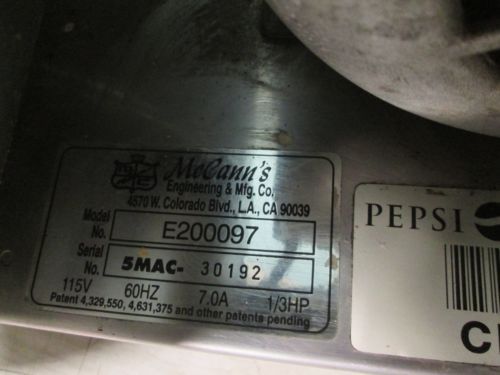 McCann's
Engineering & Mfg. Co.
4570 W. Colorado Blvd., L.A., CA 90039
Model No. E200097
Serial No. 5MAC- 30192
115V 60HZ 7.0A 1/3HP
Patent 4,329,550, 4,631,375 and other patents pending
PEPSI